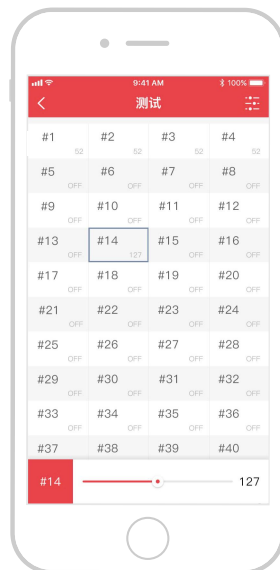 9:41 AM 100%
测试
#1 #2 #3 #4
52 52 52 52
#5 #6 #7 #8
OFF OFF OFF OFF
#9 #10 #11 #12
OFF OFF OFF OFF
#13 #14 #15 #16
OFF 127 OFF OFF
#17 #18 #19 #20
OFF OFF OFF OFF
#21 #22 #23 #24
OFF OFF OFF OFF
#25 #26 #27 #28
OFF OFF OFF OFF
#29 #30 #31 #32
OFF OFF OFF OFF
#33 #34 #35 #36
OFF OFF OFF OFF
#37 #38 #39 #40
#14 127